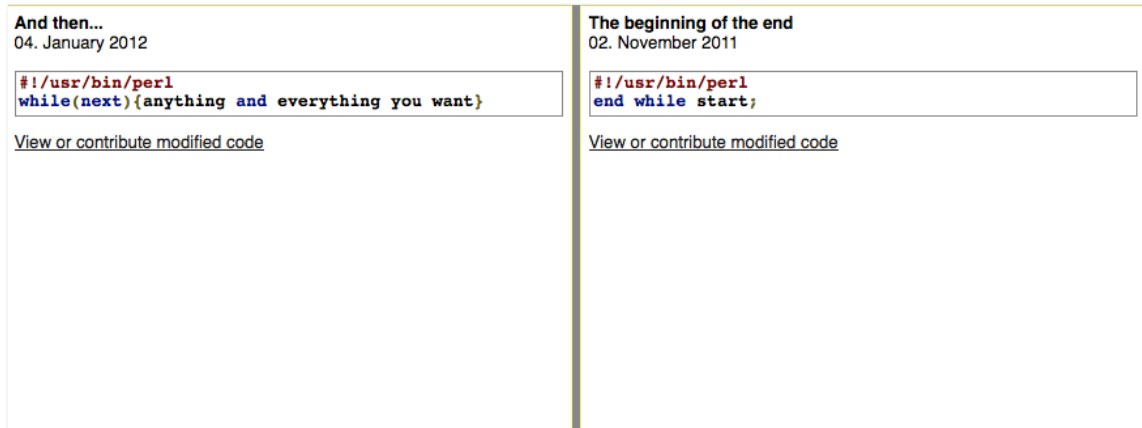 And then...
04. January 2012
#!/usr/bin/perl
while(next){anything and everything you want}
View or contribute modified code
The beginning of the end
02. November 2011
#!/usr/bin/perl
end while start;
View or contribute modified code